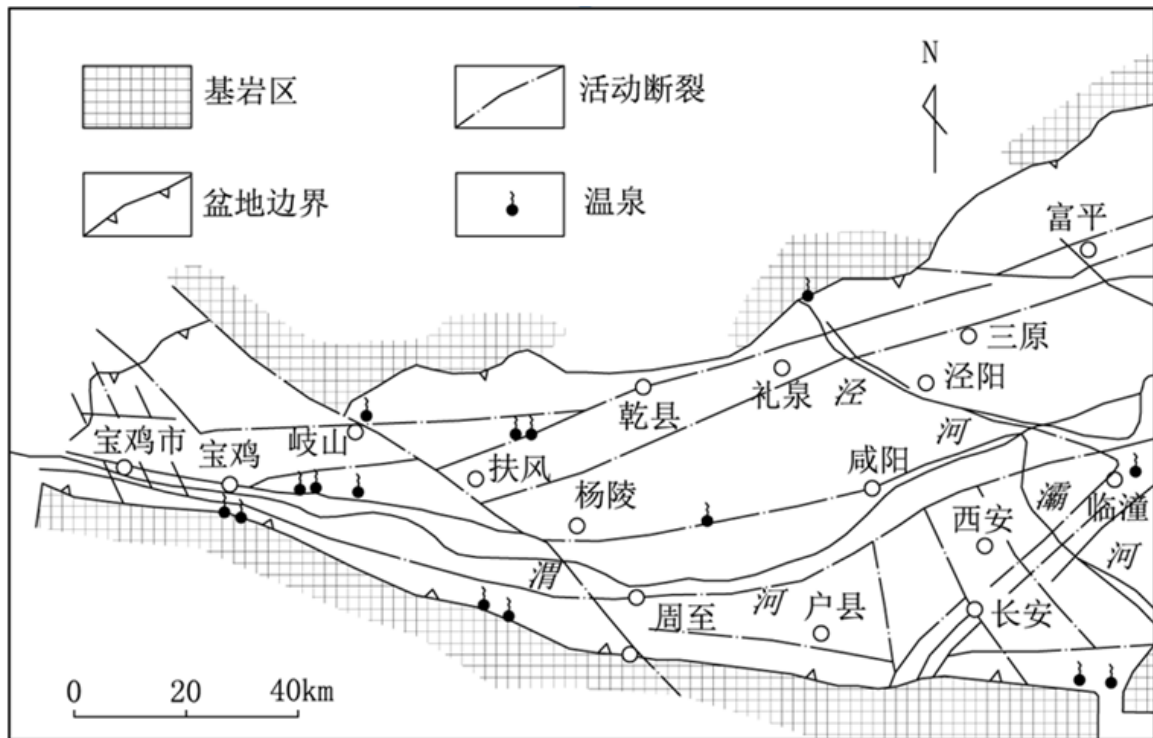 N
基岩区
活动断裂
盆地边界
温泉
富平
三原
礼泉
泾阳
乾县
泾
河
宝鸡市
宝鸡
岐山
扶风
咸阳
杨陵
灞
临潼
西安
河
渭
周至
河
户县
长安
0 20 40km